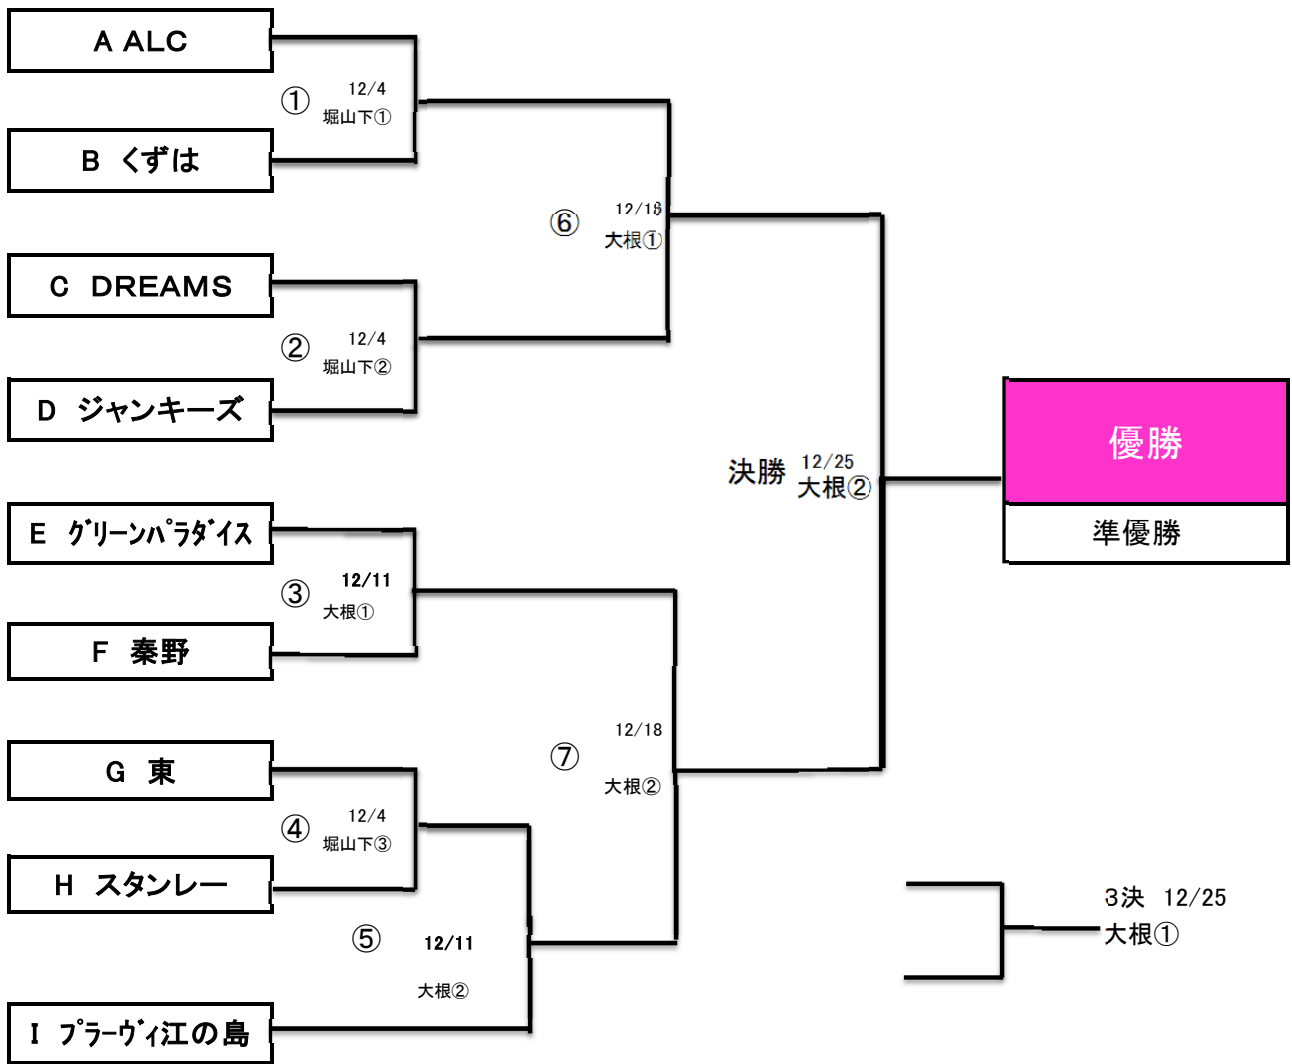 A ALC
① 12/4
堀山下①
B くずは
⑥ 12/18
大根①
C DREAMS
② 12/4
堀山下②
D ジャンキーズ
優勝
決勝 12/25
大根②
準優勝
E グリーンパラダイス
③ 12/11
大根①
F 秦野
⑦ 12/18
大根②
G 東
④ 12/4
堀山下③
H スタンレー
3決 12/25
大根①
⑤ 12/11
大根②
I プラーヴィ江の島